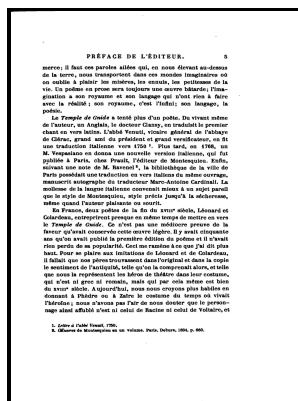 PRÉFACE DE L'ÉDITEUR. 5
merce; il faut ces paroles ailées qui, en nous élevant au-dessus
de la terre, nous transportent dans ces mondes imaginaires où
on oublie à plaisir les misères, les ennuis, les petitesses de la
vie. Un poëme en prose sera toujours une œuvre bâtarde; l'ima-
gination a son royaume et son langage qui n'ont rien à faire
avec la réalité; son royaume, c'est l'infini; son langage, la
poésie.
Le Temple de Gnide a tenté plus d'un poëte. Du vivant même
de l'auteur, un Anglais, le docteur Clansy, en traduisit le premier
chant en vers latins. L'abbé Venuti, vicaire général de l'abbaye
de Clérac, grand ami du président et grand versificateur, en fit
une traduction italienne vers 1750 1. Plus tard, en 1768, un
M. Vespasiano en donna une nouvelle version italienne, qui fut
publiée à Paris, chez Prault, l'éditeur de Montesquieu. Enfin,
suivant une note de M. Ravenel 2, la bibliothèque de la ville de
Paris possédait une traduction en vers italiens du même ouvrage,
manuscrit autographe du traducteur Marc-Antoine Cardinali. La
mollesse de la langue italienne convenait mieux à un sujet pareil
que le style de Montesquieu, style précis jusqu'à la sécheresse,
même quand l'auteur plaisante ou sourit.
En France, deux poëtes de la fin du XVIIIe siècle, Léonard et
Colardeau, entreprirent presque en même temps de mettre en vers
le Temple de Gnide. Ce n'est pas une médiocre preuve de la
faveur qu'avait conservée cette œuvre légère. Il y avait cinquante
ans qu'on avait publié la première édition du poëme et il n'avait
rien perdu de sa popularité. Ceci me ramène à ce que j'ai dit plus
haut. Pour se plaire aux imitations de Léonard et de Colardeau,
il fallait que nos pères trouvassent dans l'original et dans la copie
le sentiment de l'antiquité, telle qu'on la comprenait alors, et telle
que nous la représentent les héros de théâtre dans leur costume,
qui n'est ni grec ni romain, mais qui par cela même est bien
du XVIIIe siècle. Aujourd'hui, nous nous croyons plus habiles en
donnant à Phèdre ou à Zaïre le costume du temps où vivait
l'héroïne; nous n'avons pas l'air de nous douter que le person-
nage ainsi affublé n'est ni celui de Racine ni celui de Voltaire, et
1. Lettre à l'abbé Venuti, 1750.
2. Œuvres de Montesquieu en un volume. Paris, Debure, 1834, p. 660.